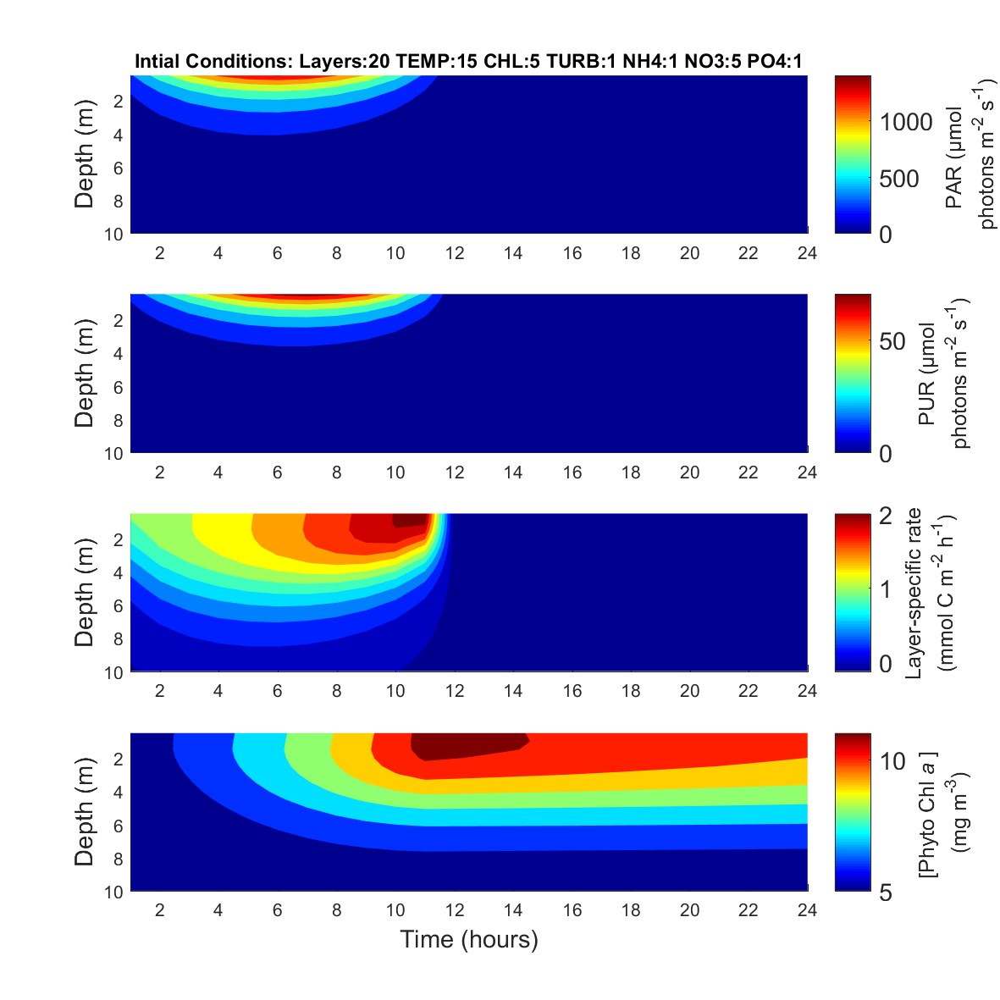 Intial Conditions: Layers:20 TEMP:15 CHL:5 TURB:1 NH4:1 NO3:5 PO4:1
Depth (m)
2
4
6
8
10
2 4 6 8 10 12 14 16 18 20 22 24
1000
500
0
PAR (μmol
photons m-2 s-1)
Depth (m)
2
4
6
8
10
2 4 6 8 10 12 14 16 18 20 22 24
50
0
PUR (μmol
photons m-2 s-1)
Depth (m)
2
4
6
8
10
2 4 6 8 10 12 14 16 18 20 22 24
2
1
0
Layer-specific rate
(mmol C m-2 h-1)
Depth (m)
2
4
6
8
10
2 4 6 8 10 12 14 16 18 20 22 24
10
5
[Phyto Chl a ]
(mg m-3)
Time (hours)